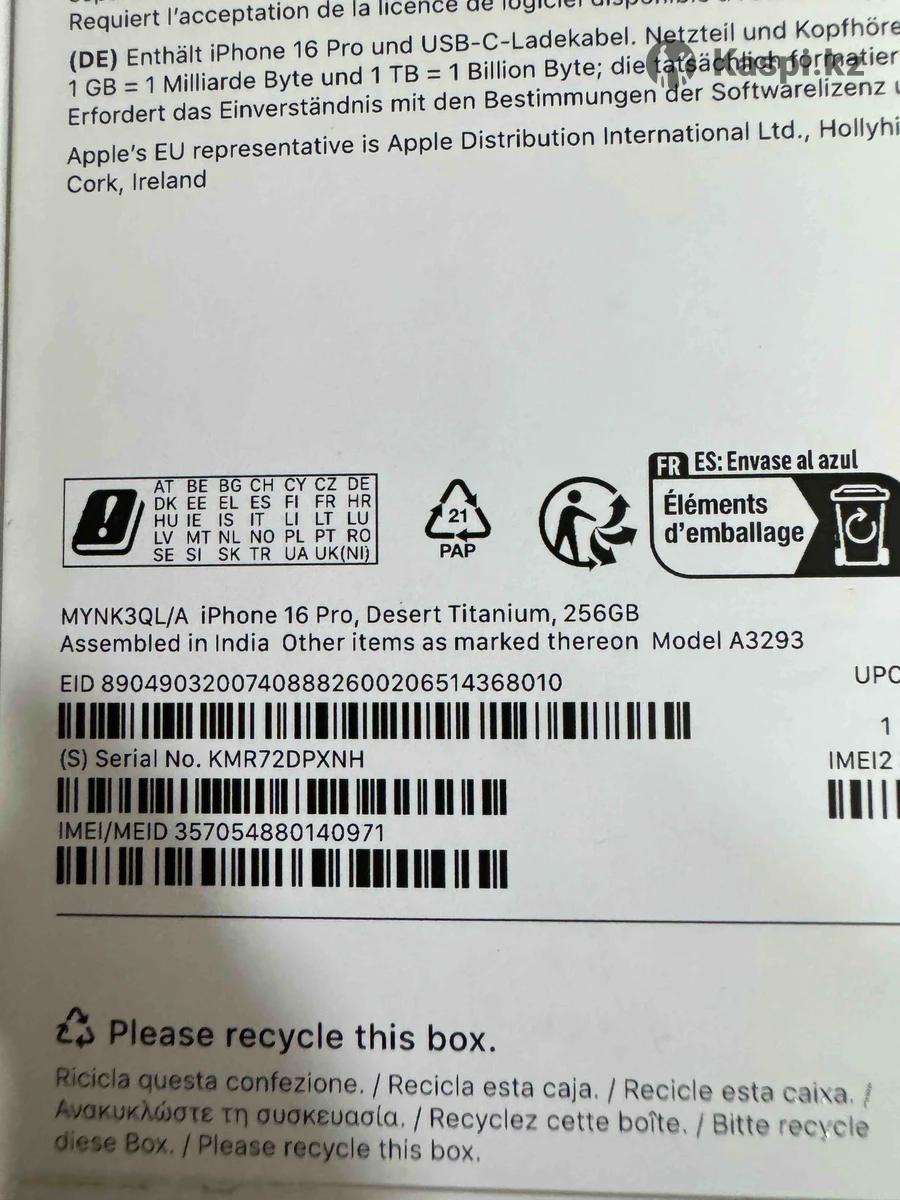 Requiert l'acceptation de la licence de logiciel
(DE) Enthält iPhone 16 Pro und USB-C-Ladekabel. Netzteil und Kopfhöre
1 GB = 1 Milliarde Byte und 1 TB = 1 Billion Byte; die tatsächlich formatier
Kaspi.kz
Erfordert das Einverständnis mit den Bestimmungen der Softwarelizenz
Apple's EU representative is Apple Distribution International Ltd., Hollyhi
Cork, Ireland
FR ES: Envase al azul
Éléments
d'emballage
AT BE BG CH CY CZ DE
DK EE EL ES FI FR HR
HU IE IS IT LI LT LU
LV MT NL NO PL PT RO
SE SI SK TR UA UK(NI)
21
PAP
MYNK3QL/A iPhone 16 Pro, Desert Titanium, 256GB
Assembled in India Other items as marked thereon Model A3293
EID 89049032007408882600206514368010
UPC
1
(S) Serial No. KMR72DPXNH
IMEI2
IMEI/MEID 357054880140971
Please recycle this box.
Ricicla questa confezione. / Recicla esta caja. / Recicle esta caixa. /
Ανακυκλώστε τη συσκευασία. / Recyclez cette boîte. / Bitte recycle
diese Box. / Please recycle this box.